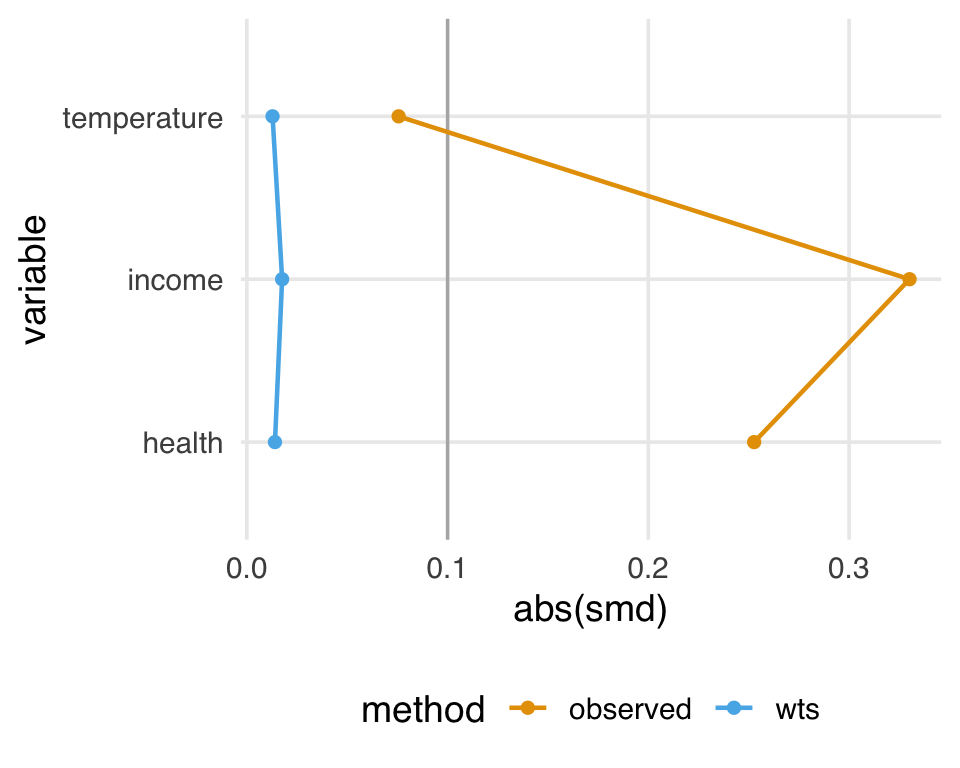 variable
temperature
income
health
0.0 0.1 0.2 0.3
abs(smd)
method observed wts